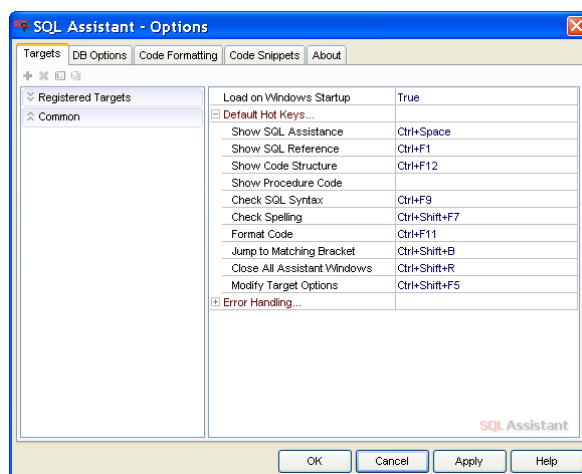 SQL Assistant - Options
Targets DB Options Code Formatting Code Snippets About
Registered Targets
Common
Load on Windows Startup True
Default Hot Keys...
Show SQL Assistance Ctrl+Space
Show SQL Reference Ctrl+F1
Show Code Structure Ctrl+F12
Show Procedure Code
Check SQL Syntax Ctrl+F9
Check Spelling Ctrl+Shift+F7
Format Code Ctrl+F11
Jump to Matching Bracket Ctrl+Shift+B
Close All Assistant Windows Ctrl+Shift+R
Modify Target Options Ctrl+Shift+F5
Error Handling...
SQL Assistant
OK Cancel Apply Help